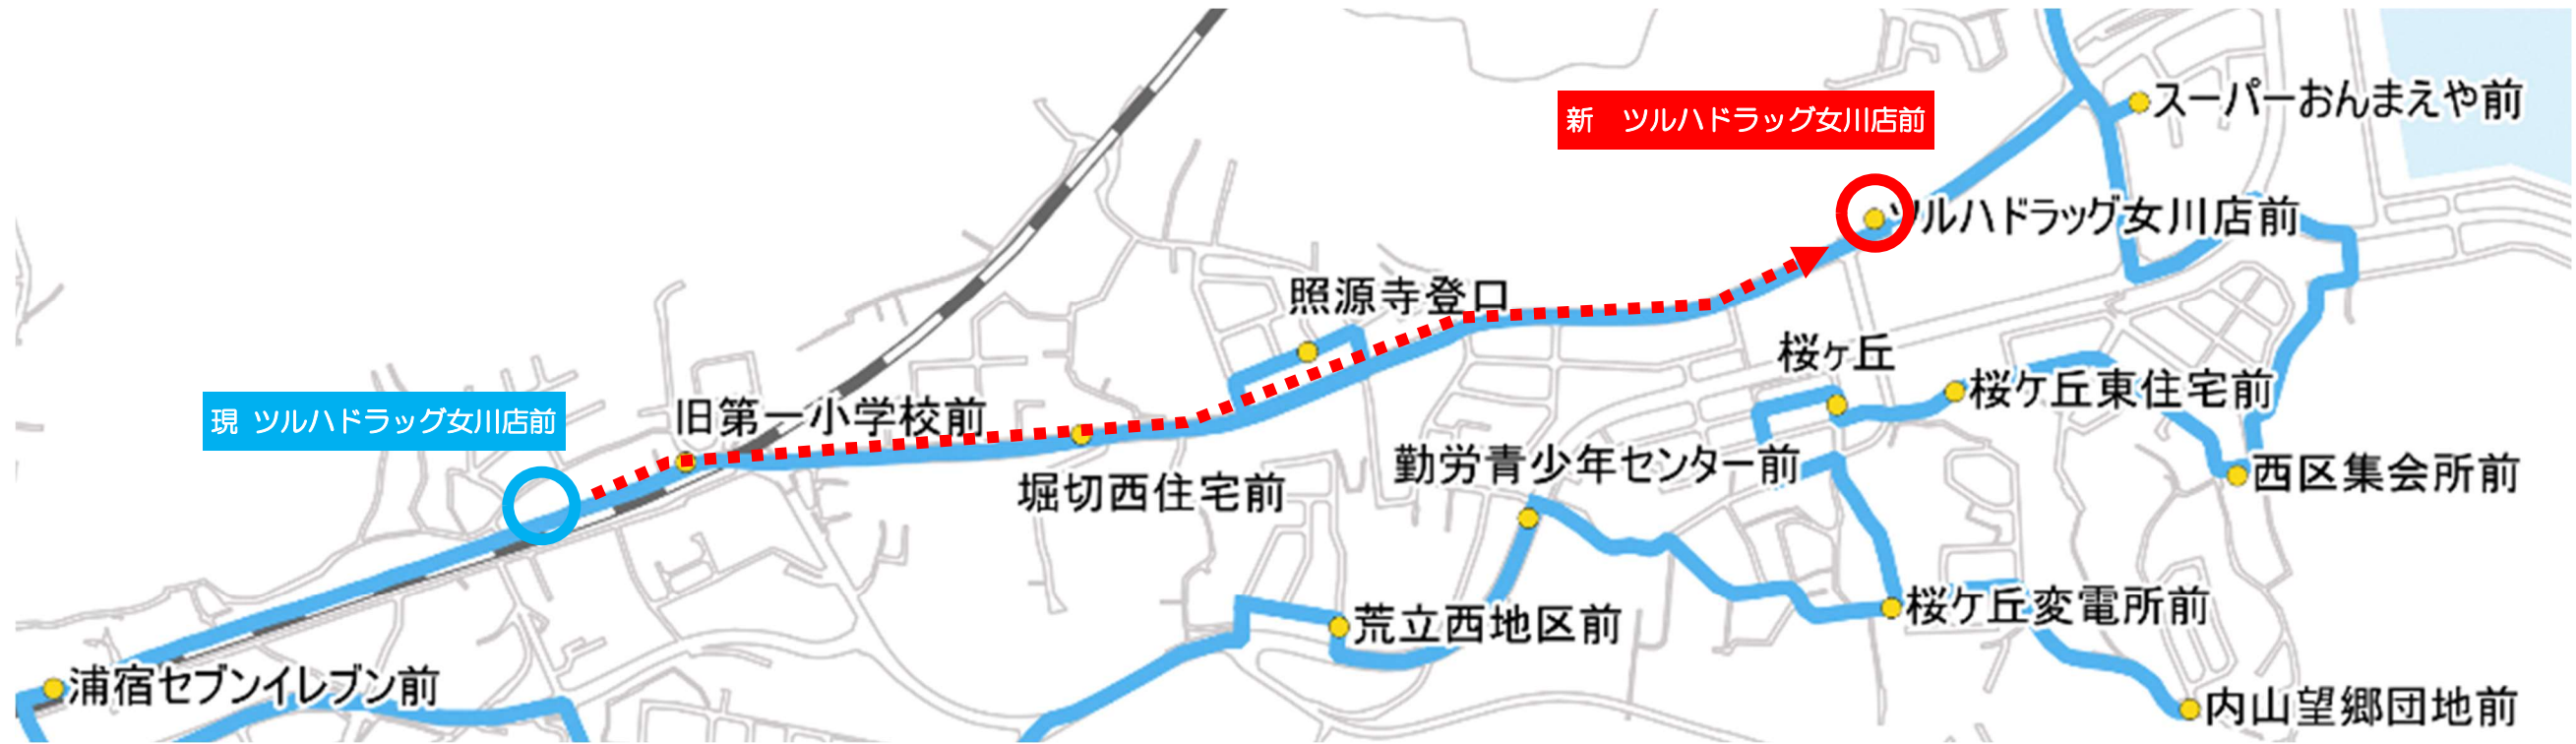 スーパーおんまえや前
新 ツルハドラッグ女川店前
ツルハドラッグ女川店前
照源寺登口
桜ヶ丘
桜ケ丘東住宅前
現 ツルハドラッグ女川店前
旧第一小学校前
勤労青少年センター前
西区集会所前
堀切西住宅前
桜ケ丘変電所前
荒立西地区前
浦宿セブンイレブン前
内山望郷団地前